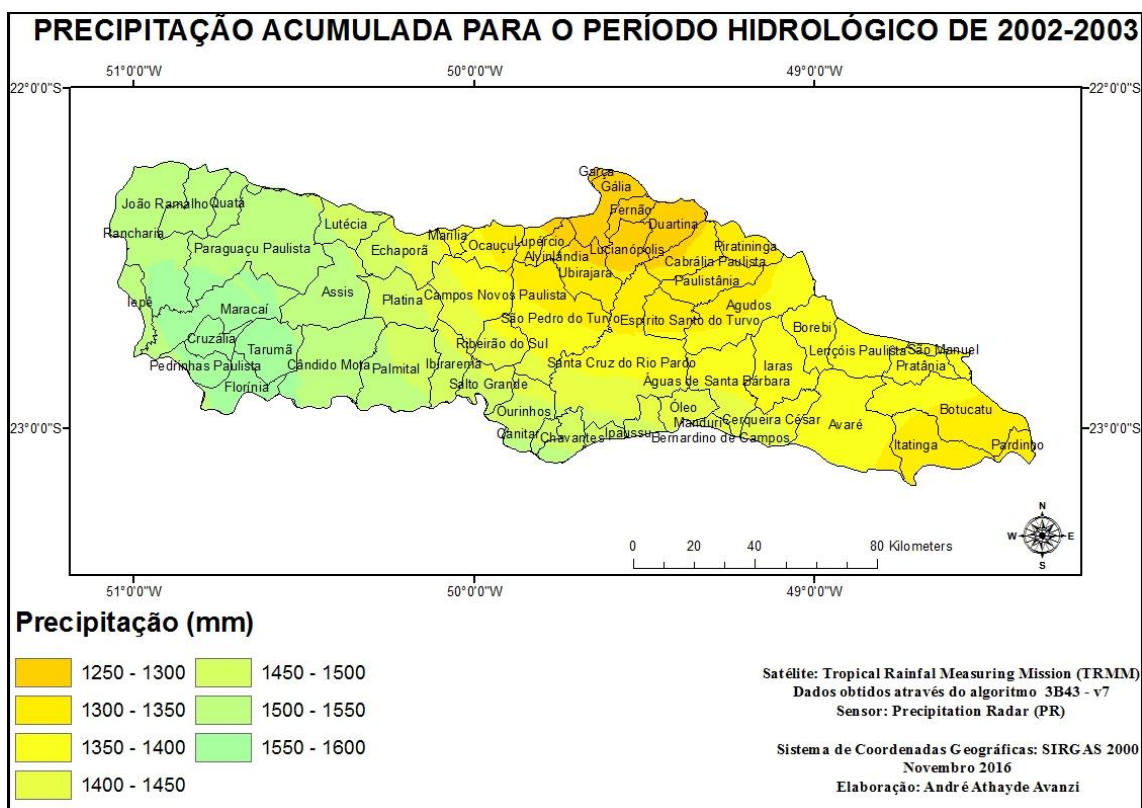 PRECIPITAÇÃO ACUMULADA PARA O PERÍODO HIDROLÓGICO DE 2002-2003
51°0'0"W 50°0'0"W 49°0'0"W
22°0'0"S 22°0'0"S
Garça
Gália
João Ramalho Quatá Fernão
Lutécia Duartina
Rancharia Marília Lupércio
Paraguaçu Paulista Echaporã Ocauçu Lucianópolis Piratininga
Alvinlândia Cabrália Paulista
Ubirajara Paulistânia
Iepê Assis Platina Campos Novos Paulista
Maracaí Agudos
São Pedro do Turvo Espírito Santo do Turvo
Cruzália Borebi
Tarumã Ribeirão do Sul Lençóis Paulista São Manuel
Pedrinhas Paulista Cândido Mota Palmital Ibirarema Santa Cruz do Rio Pardo Iaras Pratânia
Florínia Salto Grande Águas de Santa Bárbara
Ourinhos Óleo Botucatu
Canitar Chavantes Ipaussu Manduri Cerqueira César Avaré
Bernardino de Campos Itatinga Pardinho
23°0'0"S 23°0'0"S
N
W E
S
0 20 40 80 Kilometers
51°0'0"W 50°0'0"W 49°0'0"W
Precipitação (mm)
1250 - 1300
1300 - 1350
1350 - 1400
1400 - 1450
1450 - 1500
1500 - 1550
1550 - 1600
Satélite: Tropical Rainfal Measuring Mission (TRMM)
Dados obtidos através do algoritmo 3B43 - v7
Sensor: Precipitation Radar (PR)
Sistema de Coordenadas Geográficas: SIRGAS 2000
Novembro 2016
Elaboração: André Athayde Avanzi